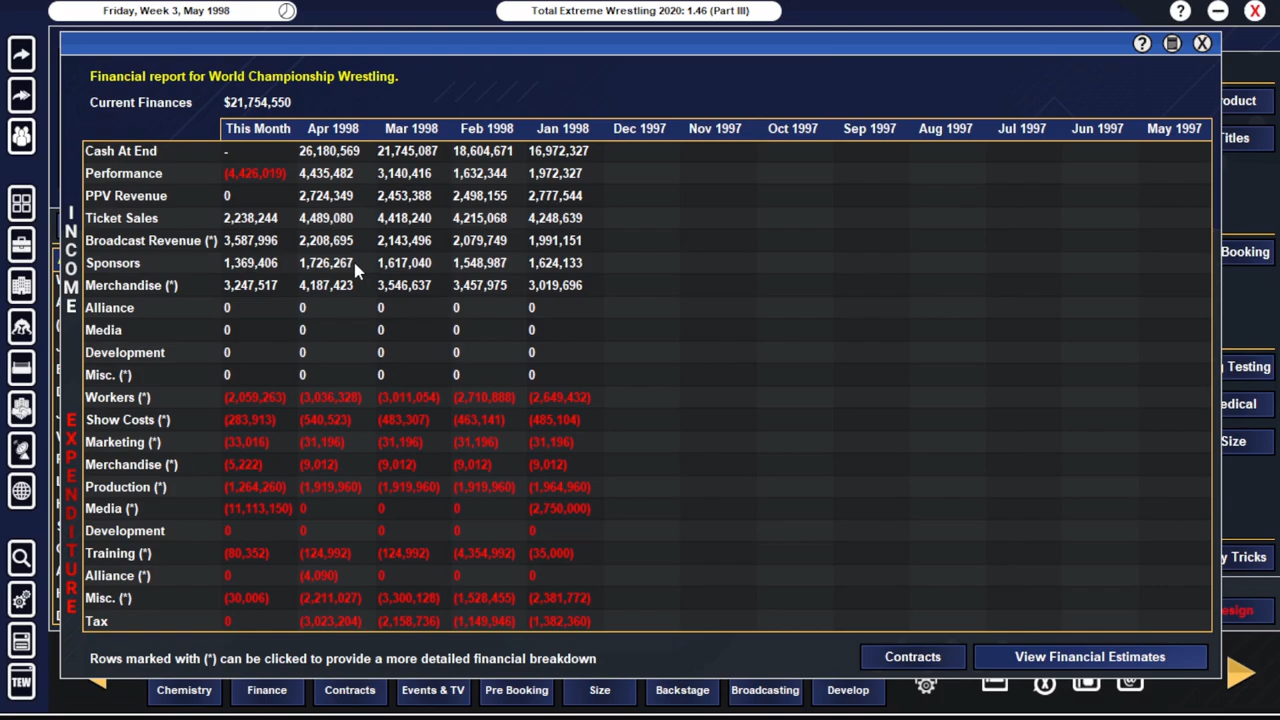 Friday, Week 3, May 1998
Total Extreme Wrestling 2020: 1.46 (Part III)
Financial report for World Championship Wrestling.
Current Finances $21,754,550
This Month Apr 1998 Mar 1998 Feb 1998 Jan 1998 Dec 1997 Nov 1997 Oct 1997 Sep 1997 Aug 1997 Jul 1997 Jun 1997 May 1997
INCOME
Cash At End - 26,180,569 21,745,087 18,604,671 16,972,327
Performance (4,426,019) 4,435,482 3,140,416 1,632,344 1,972,327
PPV Revenue 0 2,724,349 2,453,388 2,498,155 2,777,544
Ticket Sales 2,238,244 4,489,080 4,418,240 4,215,068 4,248,639
Broadcast Revenue (*) 3,587,996 2,208,695 2,143,496 2,079,749 1,991,151
Sponsors 1,369,406 1,726,267 1,617,040 1,548,987 1,624,133
Merchandise (*) 3,247,517 4,187,423 3,546,637 3,457,975 3,019,696
Alliance 0 0 0 0 0
Media 0 0 0 0 0
Development 0 0 0 0 0
Misc. (*) 0 0 0 0 0
EXPENDITURE
Workers (*) (2,059,263) (3,036,328) (3,011,054) (2,710,888) (2,649,432)
Show Costs (*) (283,913) (540,523) (483,307) (463,141) (485,104)
Marketing (*) (33,016) (31,196) (31,196) (31,196) (31,196)
Merchandise (*) (5,222) (9,012) (9,012) (9,012) (9,012)
Production (*) (1,264,260) (1,919,960) (1,919,960) (1,919,960) (1,964,960)
Media (*) (11,113,150) 0 0 0 (2,750,000)
Development 0 0 0 0 0
Training (*) (80,352) (124,992) (124,992) (4,354,992) (35,000)
Alliance (*) 0 (4,090) 0 0 0
Misc. (*) (30,006) (2,211,027) (3,300,128) (1,528,455) (2,381,772)
Tax 0 (3,023,204) (2,158,736) (1,149,946) (1,382,360)
Rows marked with (*) can be clicked to provide a more detailed financial breakdown
Contracts
View Financial Estimates
oduct
Titles
Booking
Testing
edical
Size
y Tricks
esign
TEW
Chemistry
Finance
Contracts
Events & TV
Pre Booking
Size
Backstage
Broadcasting
Develop